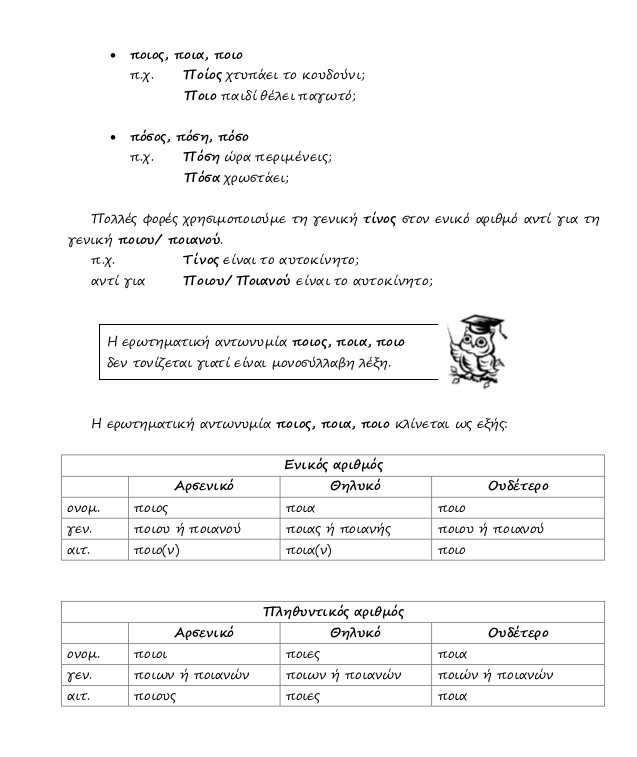 • ποιος, ποια, ποιο
π.χ. Ποίος χτυπάει το κουδούνι;
Ποιο παιδί θέλει παγωτό;
• πόσος, πόση, πόσο
π.χ. Πόση ώρα περιμένεις;
Πόσα χρωστάει;
Πολλές φορές χρησιμοποιούμε τη γενική τίνος στον ενικό αριθμό αντί για τη
γενική ποιου/ ποιανού.
π.χ. Τίνος είναι το αυτοκίνητο;
αντί για Ποιου/ Ποιανού είναι το αυτοκίνητο;
Η ερωτηματική αντωνυμία ποιος, ποια, ποιο
δεν τονίζεται γιατί είναι μονοσύλλαβη λέξη.
Η ερωτηματική αντωνυμία ποιος, ποια, ποιο κλίνεται ως εξής:
Ενικός αριθμός
Αρσενικό Θηλυκό Ουδέτερο
ονομ. ποιος ποια ποιο
γεν. ποιου ή ποιανού ποιας ή ποιανής ποιου ή ποιανού
αιτ. ποιο(ν) ποια(ν) ποιο
Πληθυντικός αριθμός
Αρσενικό Θηλυκό Ουδέτερο
ονομ. ποιοι ποιες ποια
γεν. ποιων ή ποιανών ποιων ή ποιανών ποιών ή ποιανών
αιτ. ποιους ποιες ποια